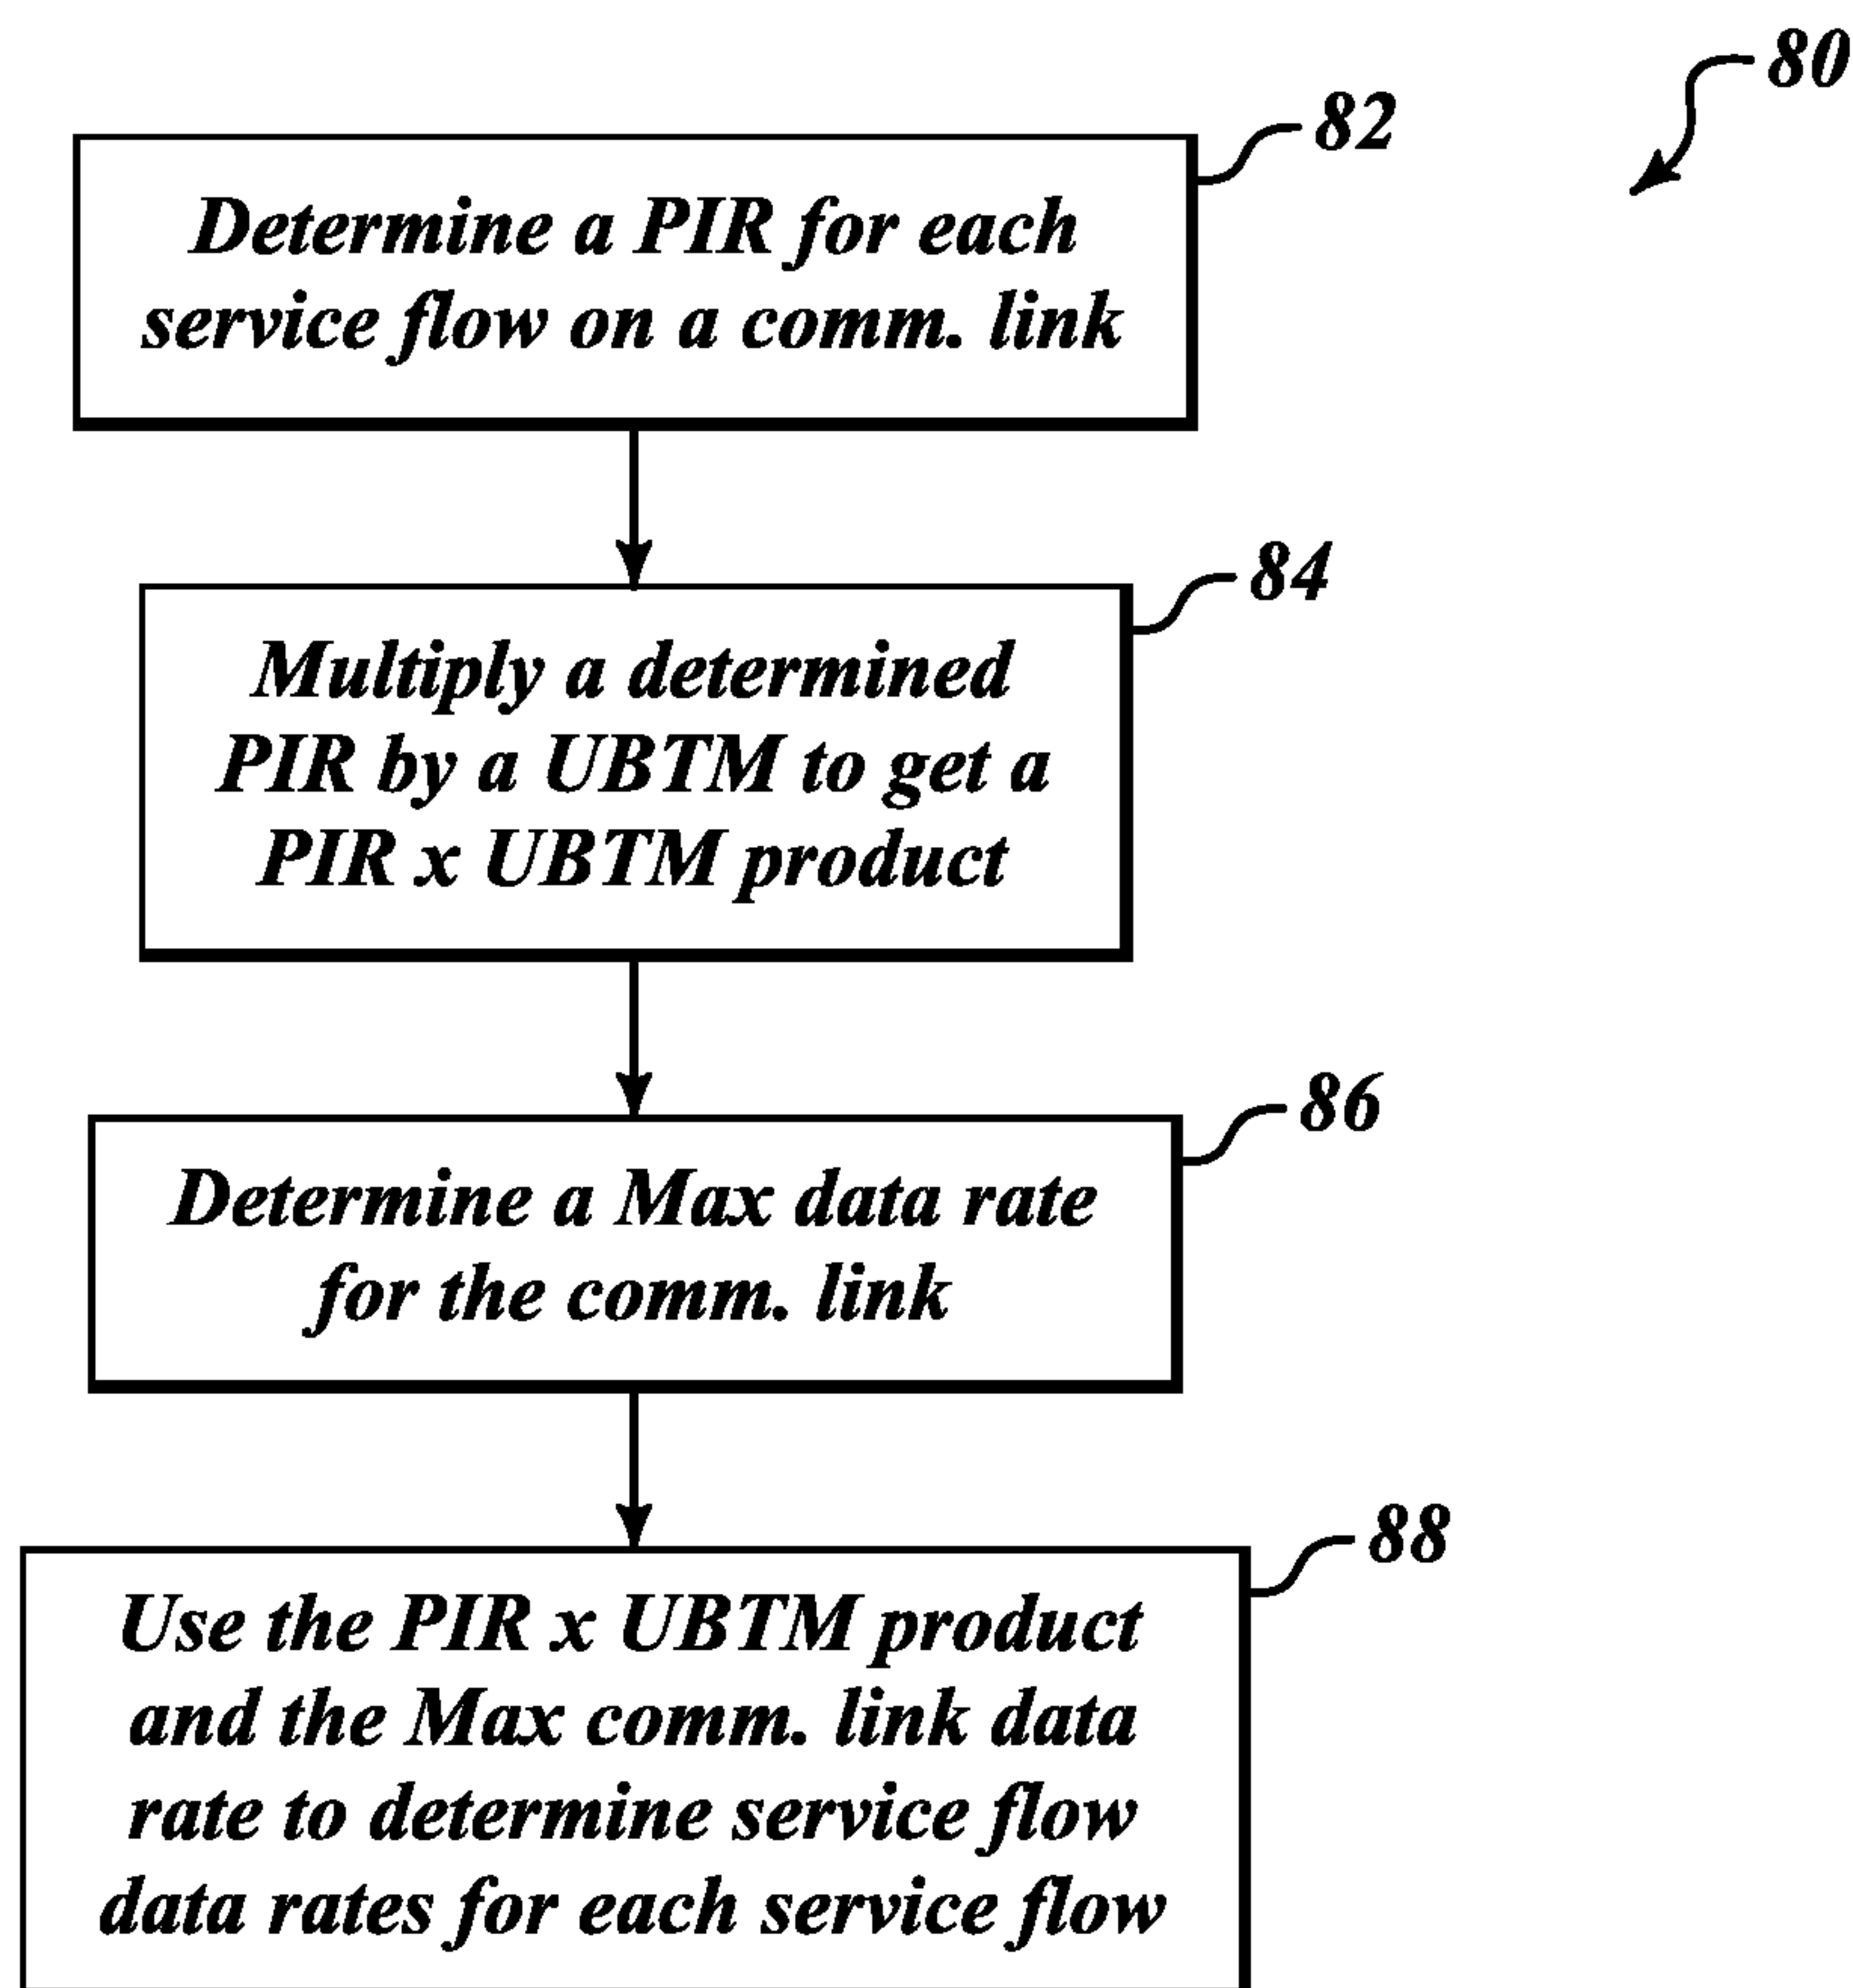 80
82
Determine a PIR for each
service flow on a comm. link
84
Multiply a determined
PIR by a UBTM to get a
PIR x UBTM product
86
Determine a Max data rate
for the comm. link
88
Use the PIR x UBTM product
and the Max comm. link data
rate to determine service flow
data rates for each service flow